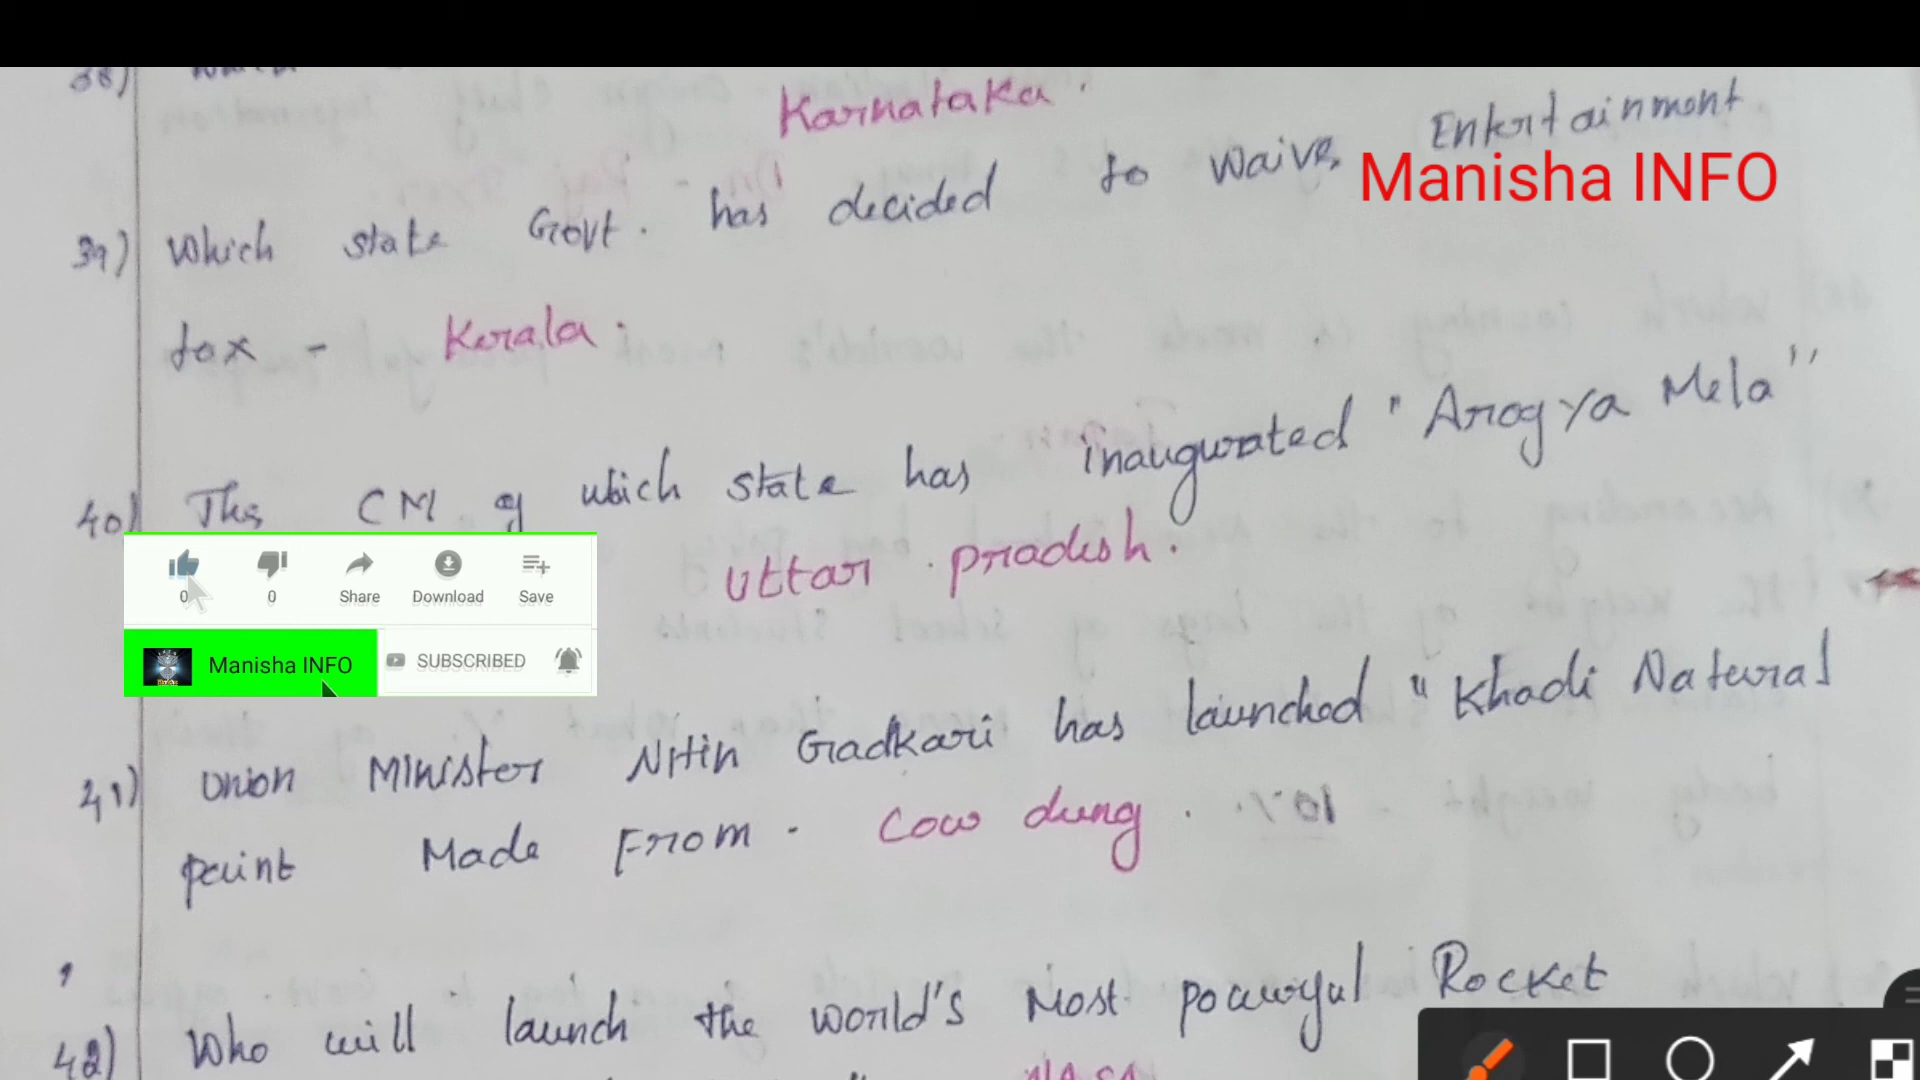 38)
Karnataka.
39) Which state Govt. has decided to waive Entertainment
Manisha INFO
tax - Kerala.
40) The CM of which state has inaugurated "Arogya Mela"
Uttar pradesh.
0 0 Share Download Save
Manisha INFO SUBSCRIBED
41) Union Minister Nitin Gadkari has launched "Khadi Natural
paint Made From - Cow dung.
42) Who will launch the world's Most powerful Rocket
NASA